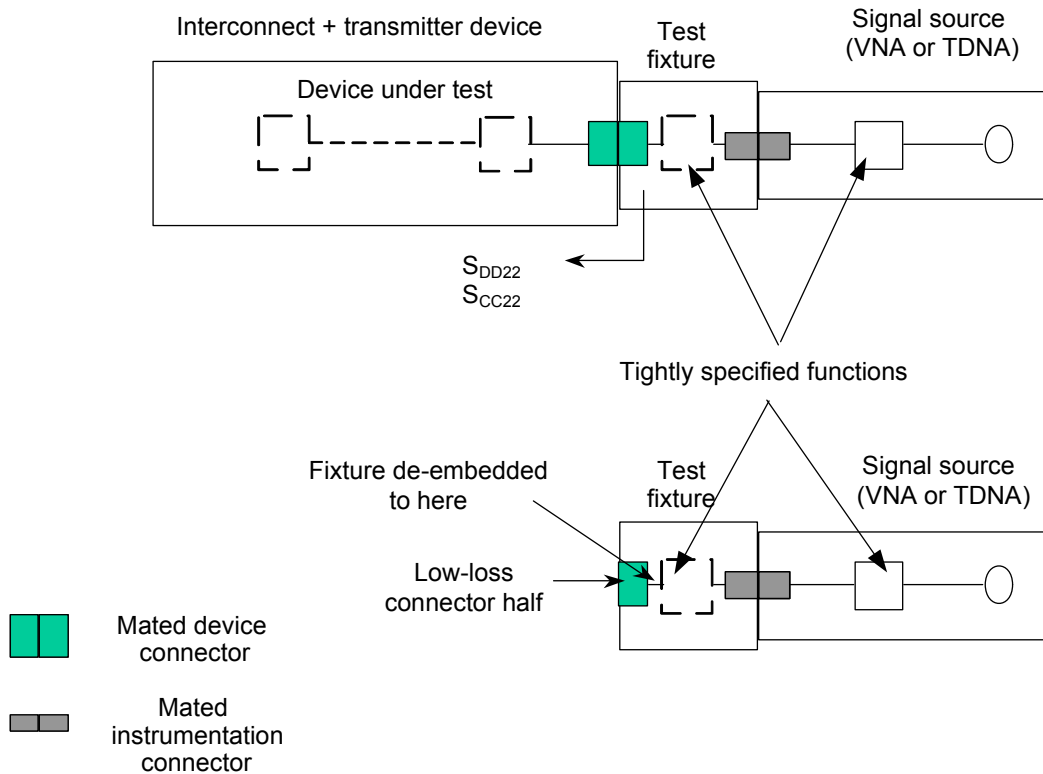 Interconnect + transmitter device
Test
fixture
Signal source
(VNA or TDNA)
Device under test
SDD22
SCC22
Tightly specified functions
Fixture de-embedded
to here
Test
fixture
Signal source
(VNA or TDNA)
Low-loss
connector half
Mated device
connector
Mated
instrumentation
connector